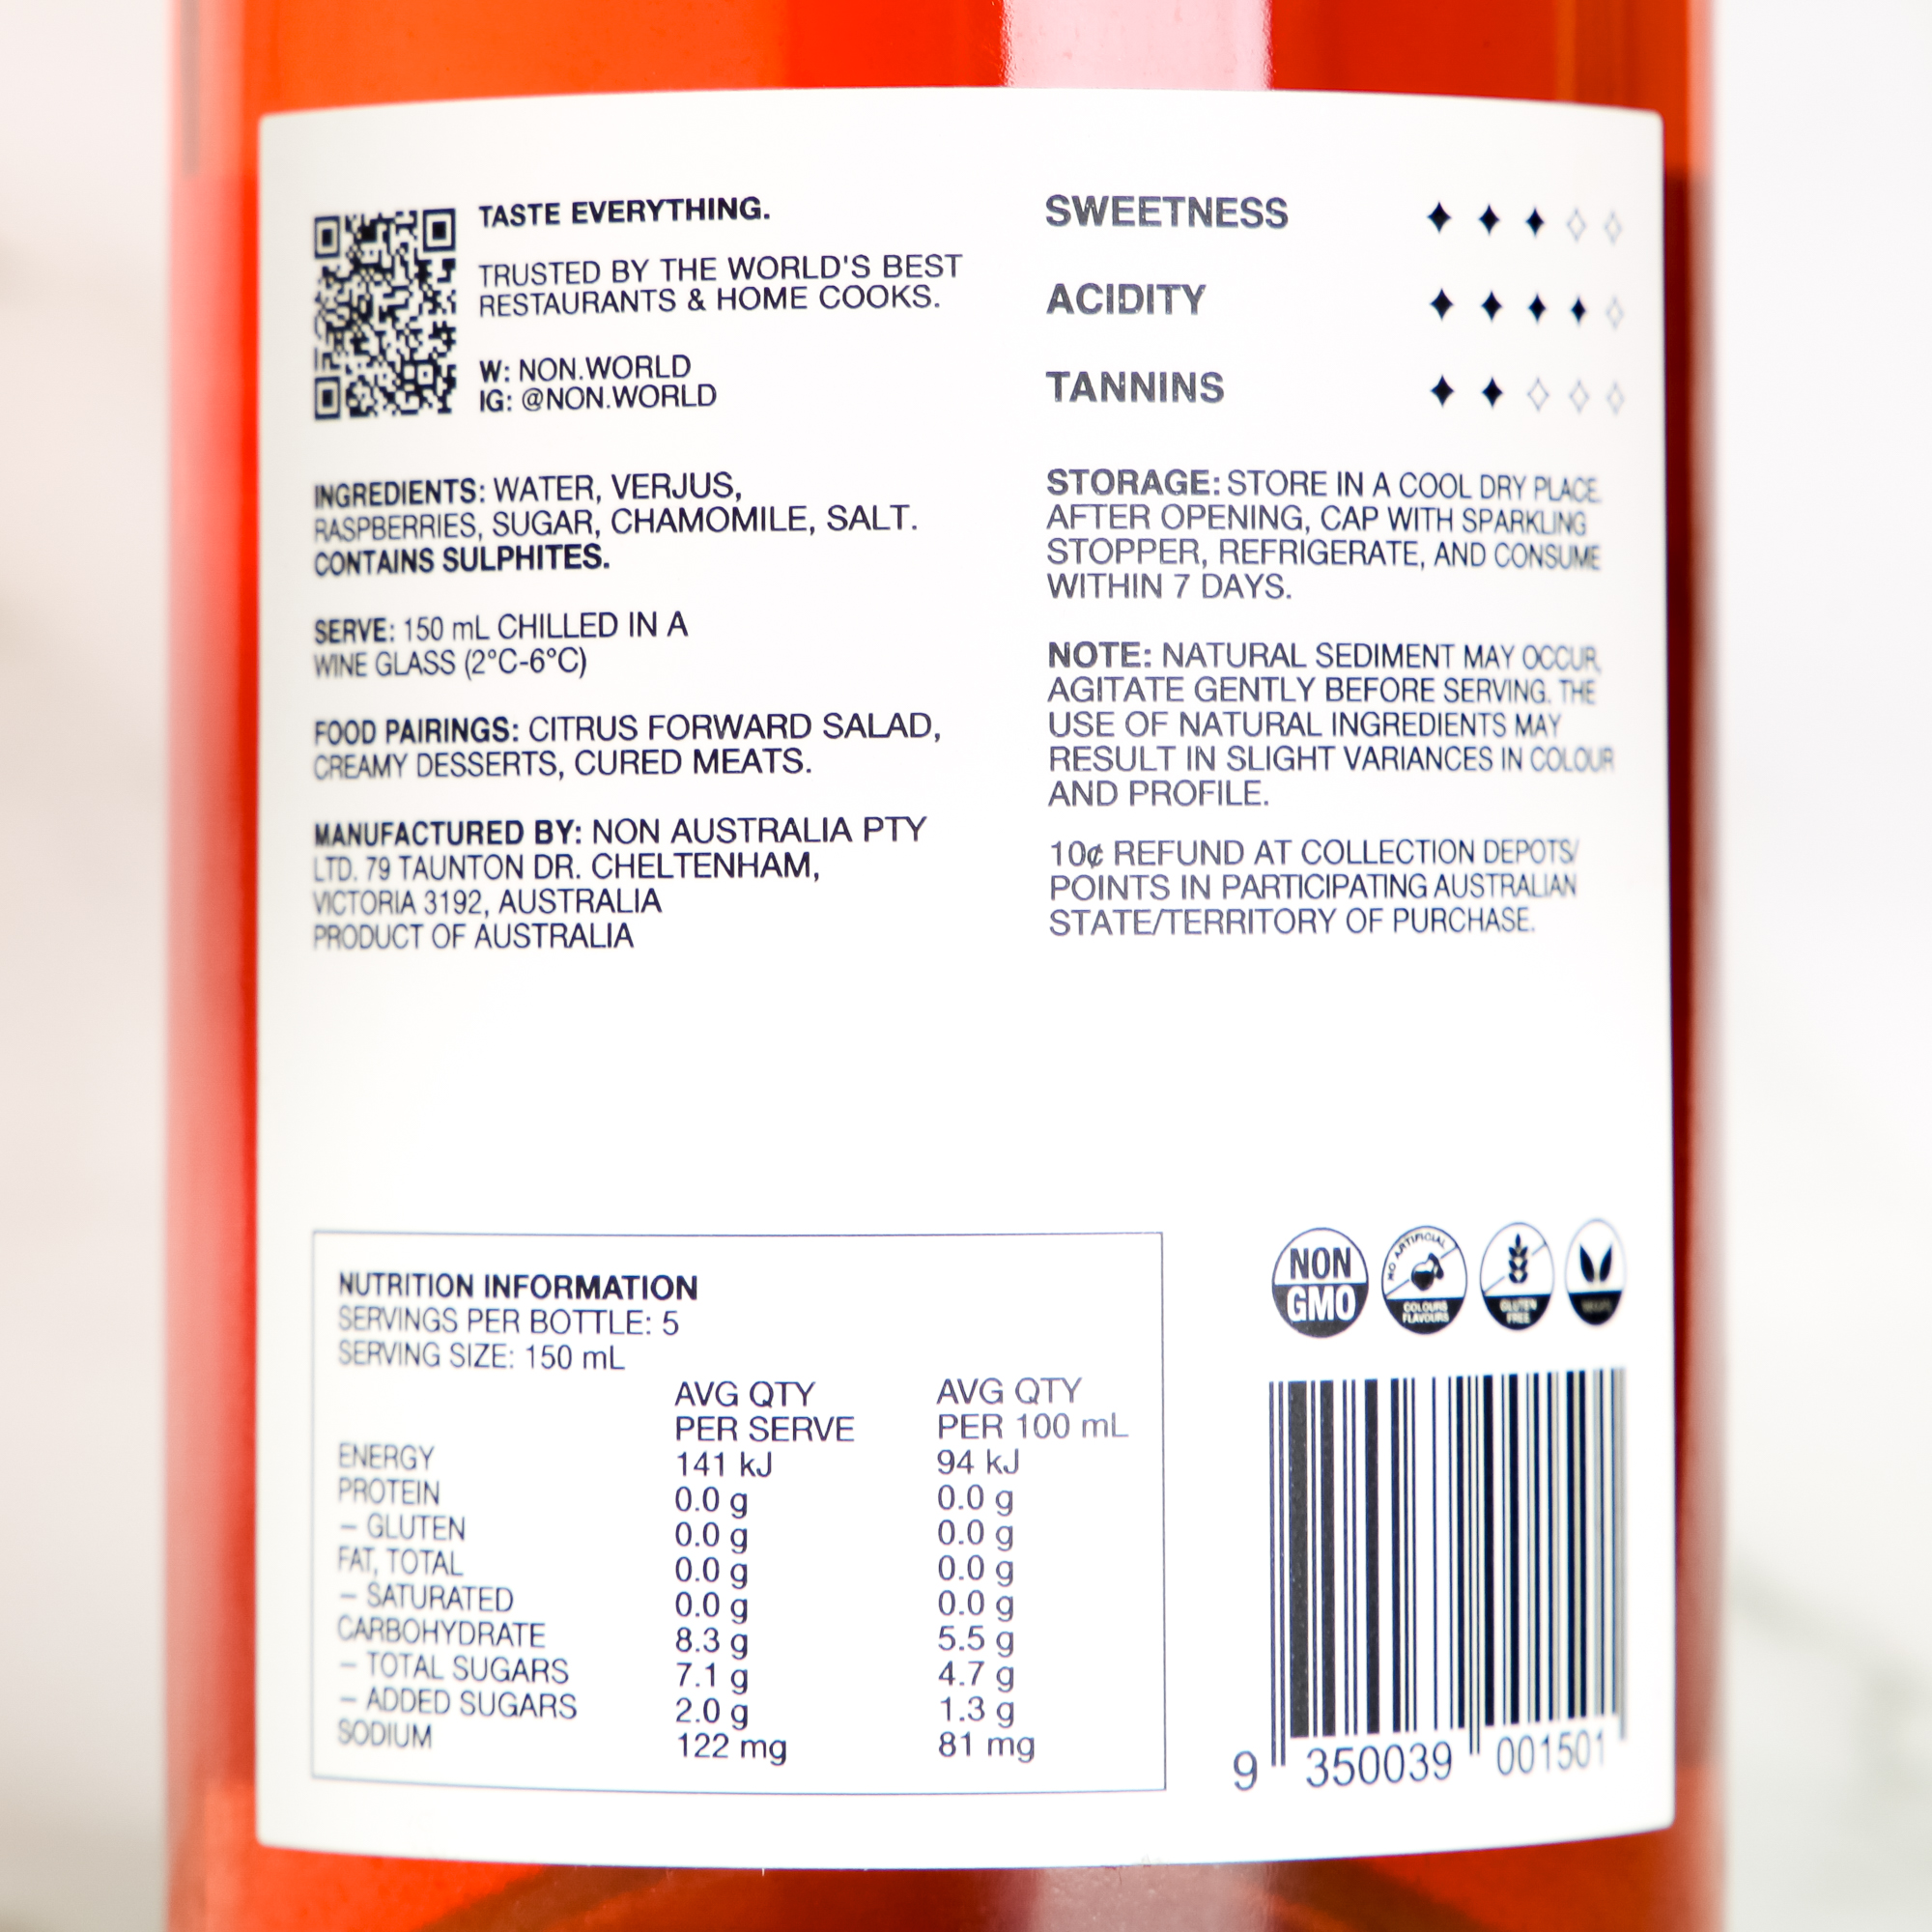 TASTE EVERYTHING.
TRUSTED BY THE WORLD'S BEST
RESTAURANTS & HOME COOKS.
W: NON.WORLD
IG: @NON.WORLD
INGREDIENTS: WATER, VERJUS,
RASPBERRIES, SUGAR, CHAMOMILE, SALT.
CONTAINS SULPHITES.
SERVE: 150 mL CHILLED IN A
WINE GLASS (2°C-6°C)
FOOD PAIRINGS: CITRUS FORWARD SALAD,
CREAMY DESSERTS, CURED MEATS.
MANUFACTURED BY: NON AUSTRALIA PTY
LTD. 79 TAUNTON DR. CHELTENHAM,
VICTORIA 3192, AUSTRALIA
PRODUCT OF AUSTRALIA
SWEETNESS
ACIDITY
TANNINS
STORAGE: STORE IN A COOL DRY PLACE.
AFTER OPENING, CAP WITH SPARKLING
STOPPER, REFRIGERATE, AND CONSUME
WITHIN 7 DAYS.
NOTE: NATURAL SEDIMENT MAY OCCUR,
AGITATE GENTLY BEFORE SERVING. THE
USE OF NATURAL INGREDIENTS MAY
RESULT IN SLIGHT VARIANCES IN COLOUR
AND PROFILE.
10¢ REFUND AT COLLECTION DEPOTS/
POINTS IN PARTICIPATING AUSTRALIAN
STATE/TERRITORY OF PURCHASE.
NUTRITION INFORMATION
SERVINGS PER BOTTLE: 5
SERVING SIZE: 150 mL
AVG QTY AVG QTY
PER SERVE PER 100 mL
ENERGY 141 kJ 94 kJ
PROTEIN 0.0 g 0.0 g
– GLUTEN 0.0 g 0.0 g
FAT, TOTAL 0.0 g 0.0 g
– SATURATED 0.0 g 0.0 g
CARBOHYDRATE 8.3 g 5.5 g
– TOTAL SUGARS 7.1 g 4.7 g
– ADDED SUGARS 2.0 g 1.3 g
SODIUM 122 mg 81 mg
NON
GMO
NO ARTIFICIAL
COLOURS
FLAVOURS
GLUTEN
FREE
9 350039 001501